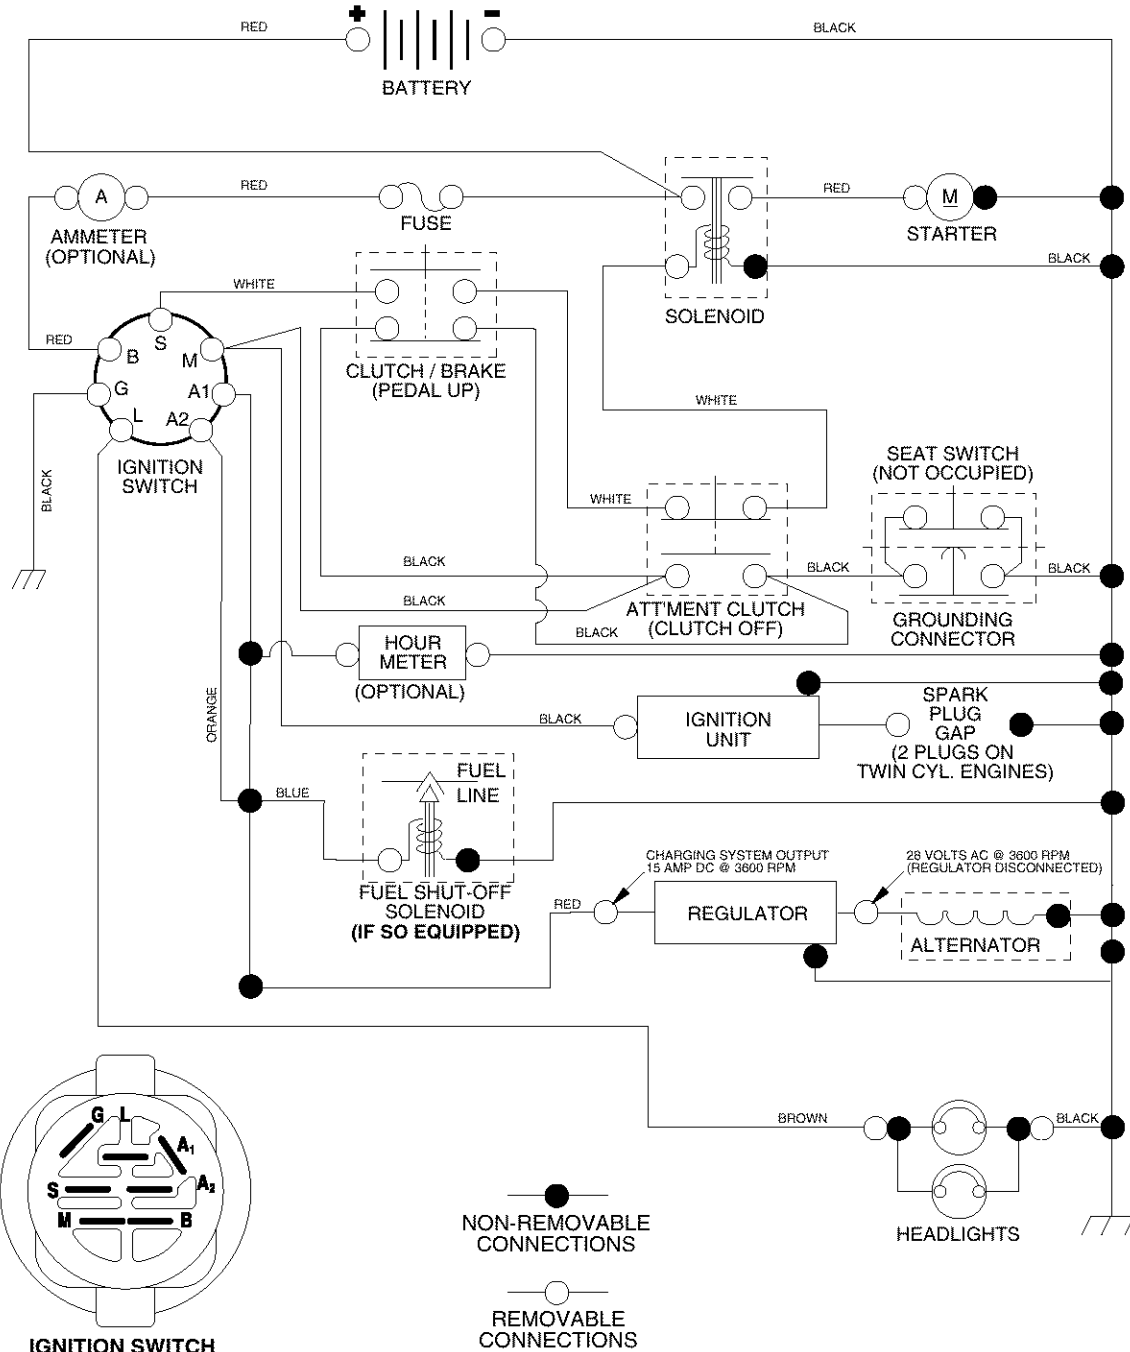 + -
RED
BLACK
BATTERY
RED
RED
A
M
FUSE
AMMETER
(OPTIONAL)
STARTER
BLACK
WHITE
SOLENOID
RED
S
B
M
G
A1
L
A2
CLUTCH / BRAKE
(PEDAL UP)
WHITE
IGNITION
SWITCH
BLACK
SEAT SWITCH
(NOT OCCUPIED)
WHITE
BLACK
BLACK
BLACK
BLACK
ATT'MENT CLUTCH
(CLUTCH OFF)
BLACK
GROUNDING
CONNECTOR
HOUR
METER
(OPTIONAL)
ORANGE
BLACK
IGNITION
UNIT
SPARK
PLUG
GAP
(2 PLUGS ON
TWIN CYL. ENGINES)
BLUE
FUEL
LINE
FUEL SHUT-OFF
SOLENOID
(IF SO EQUIPPED)
CHARGING SYSTEM OUTPUT
15 AMP DC @ 3600 RPM
28 VOLTS AC @ 3600 RPM
(REGULATOR DISCONNECTED)
RED
REGULATOR
ALTERNATOR
BROWN
BLACK
HEADLIGHTS
G L
A1
S
A2
M
B
IGNITION SWITCH
NON-REMOVABLE
CONNECTIONS
REMOVABLE
CONNECTIONS